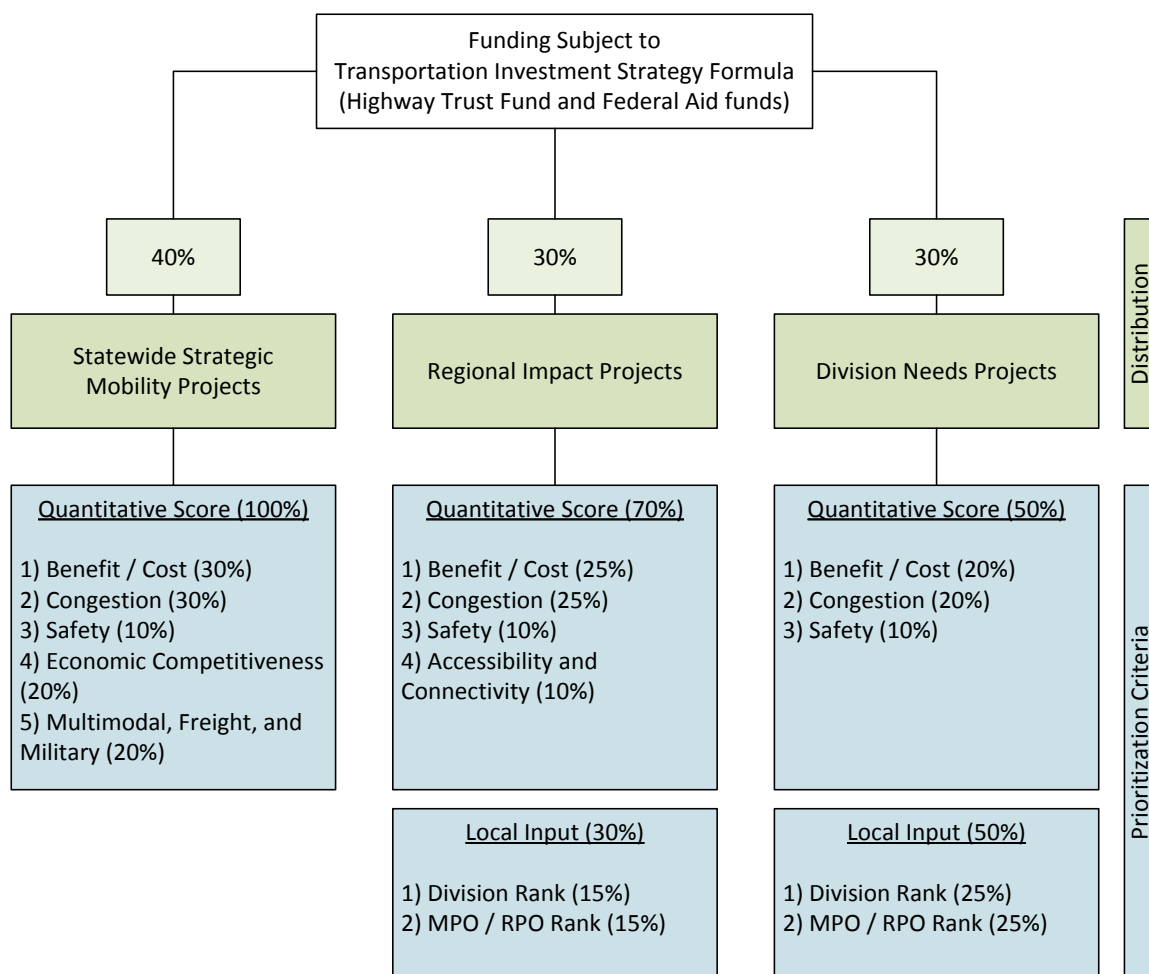 Funding Subject to
Transportation Investment Strategy Formula
(Highway Trust Fund and Federal Aid funds)
40%
30%
30%
Statewide Strategic
Mobility Projects
Regional Impact Projects
Division Needs Projects
Distribution
Quantitative Score (100%)
1) Benefit / Cost (30%)
2) Congestion (30%)
3) Safety (10%)
4) Economic Competitiveness
(20%)
5) Multimodal, Freight, and
Military (20%)
Quantitative Score (70%)
1) Benefit / Cost (25%)
2) Congestion (25%)
3) Safety (10%)
4) Accessibility and
Connectivity (10%)
Quantitative Score (50%)
1) Benefit / Cost (20%)
2) Congestion (20%)
3) Safety (10%)
Prioritization Criteria
Local Input (30%)
1) Division Rank (15%)
2) MPO / RPO Rank (15%)
Local Input (50%)
1) Division Rank (25%)
2) MPO / RPO Rank (25%)